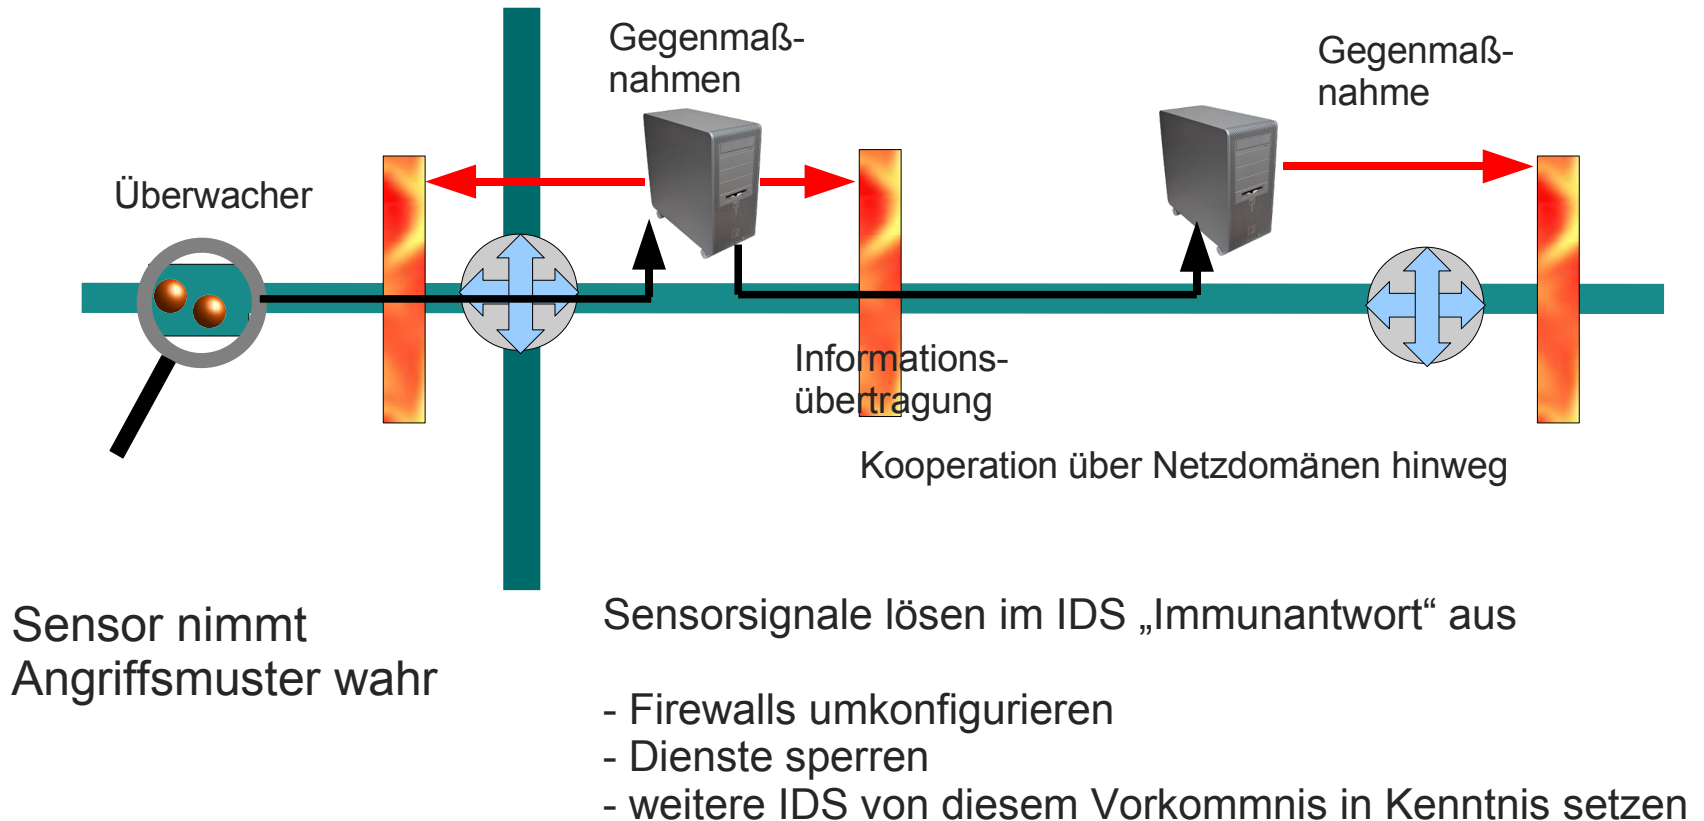 Gegenmaß-
nahmen
Gegenmaß-
nahme
Überwacher
Informations-
übertragung
Kooperation über Netzdomänen hinweg
Sensor nimmt
Angriffsmuster wahr
Sensorsignale lösen im IDS „Immunantwort“ aus
- Firewalls umkonfigurieren
- Dienste sperren
- weitere IDS von diesem Vorkommnis in Kenntnis setzen